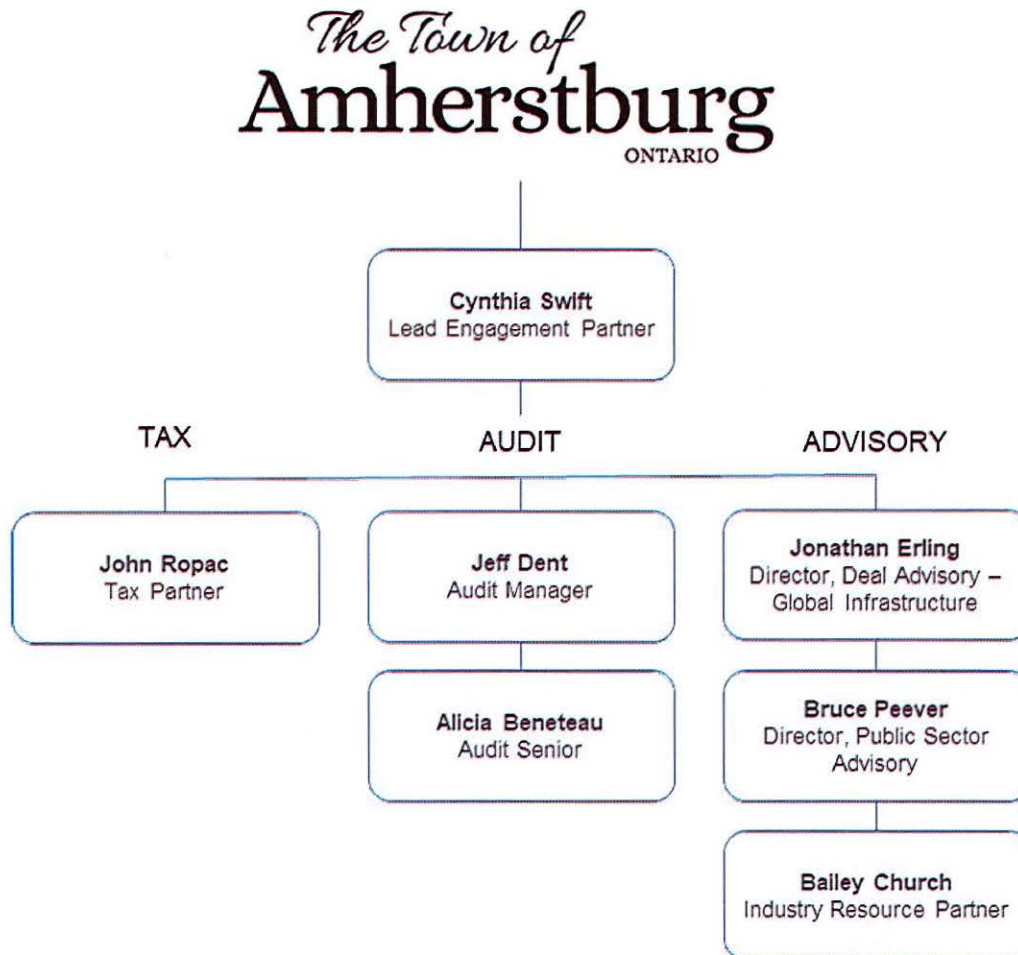 The Town of
Amherstburg
ONTARIO
Cynthia Swift
Lead Engagement Partner
TAX
AUDIT
ADVISORY
John Ropac
Tax Partner
Jeff Dent
Audit Manager
Jonathan Erling
Director, Deal Advisory –
Global Infrastructure
Alicia Beneteau
Audit Senior
Bruce Peever
Director, Public Sector
Advisory
Bailey Church
Industry Resource Partner